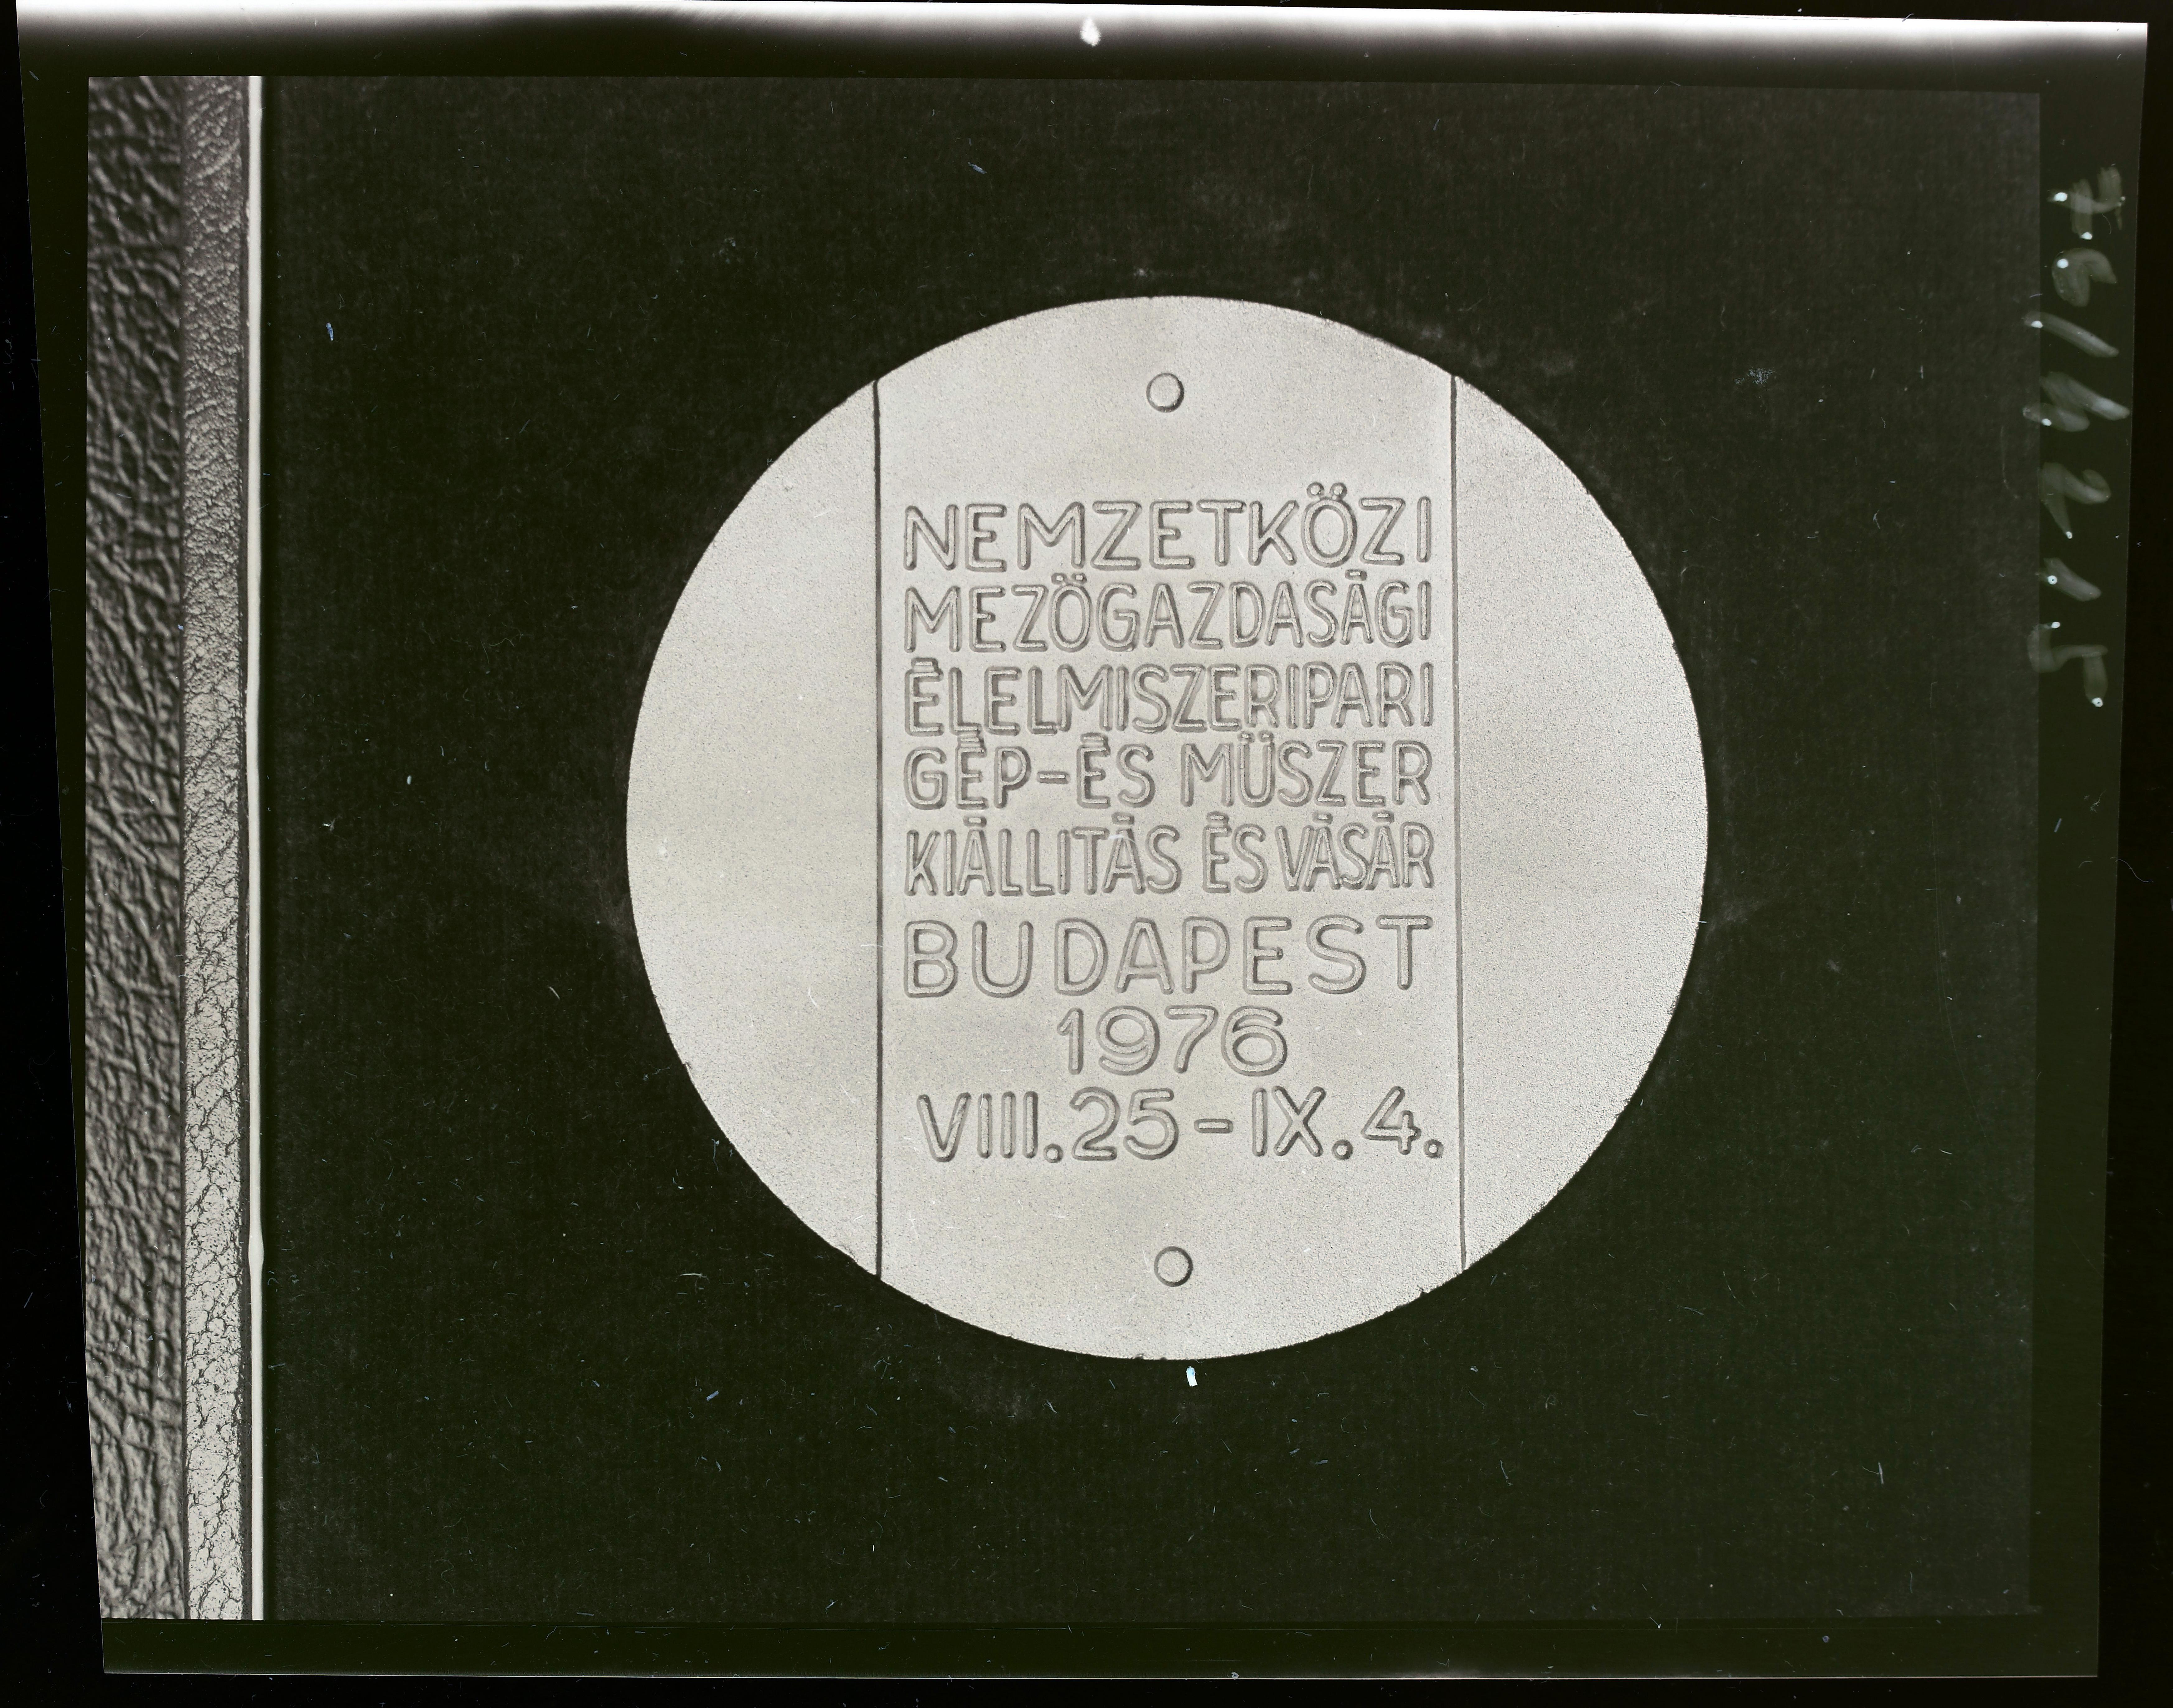 NEMZETKÖZI
MEZÖGAZDASÁGI
ÉLELMISZERIPARI
GÉP-ÉS MÜSZER
KIÁLLITÁS ÉS VÁSÁR
BUDAPEST
1976
VIII.25-IX.4.